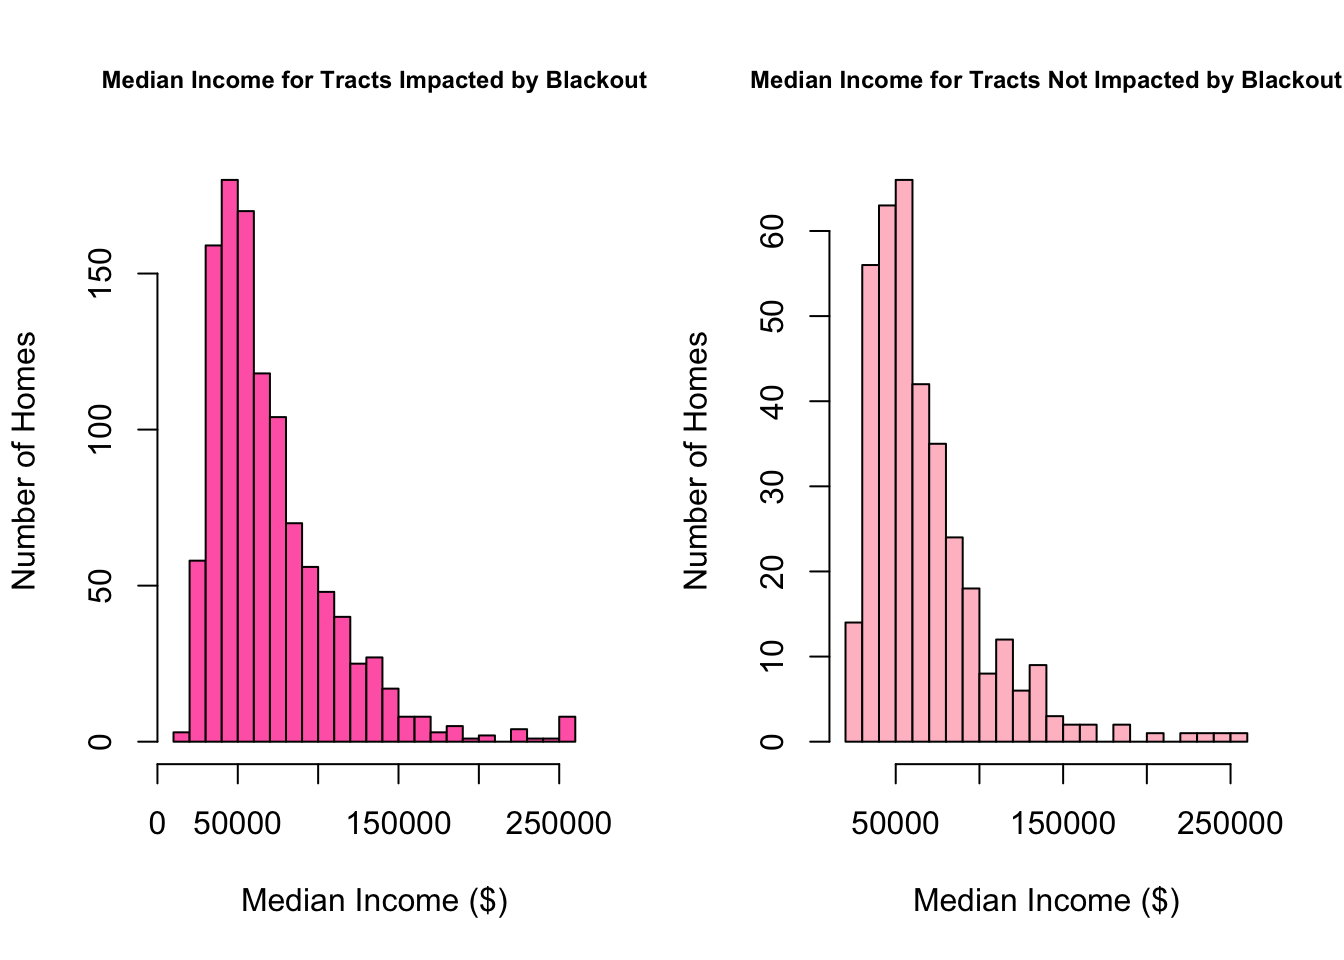 Median Income for Tracts Impacted by Blackout
Number of Homes
150
100
50
0
0 50000 150000 250000
Median Income ($)
Median Income for Tracts Not Impacted by Blackout
Number of Homes
60
50
40
30
20
10
0
50000 150000 250000
Median Income ($)